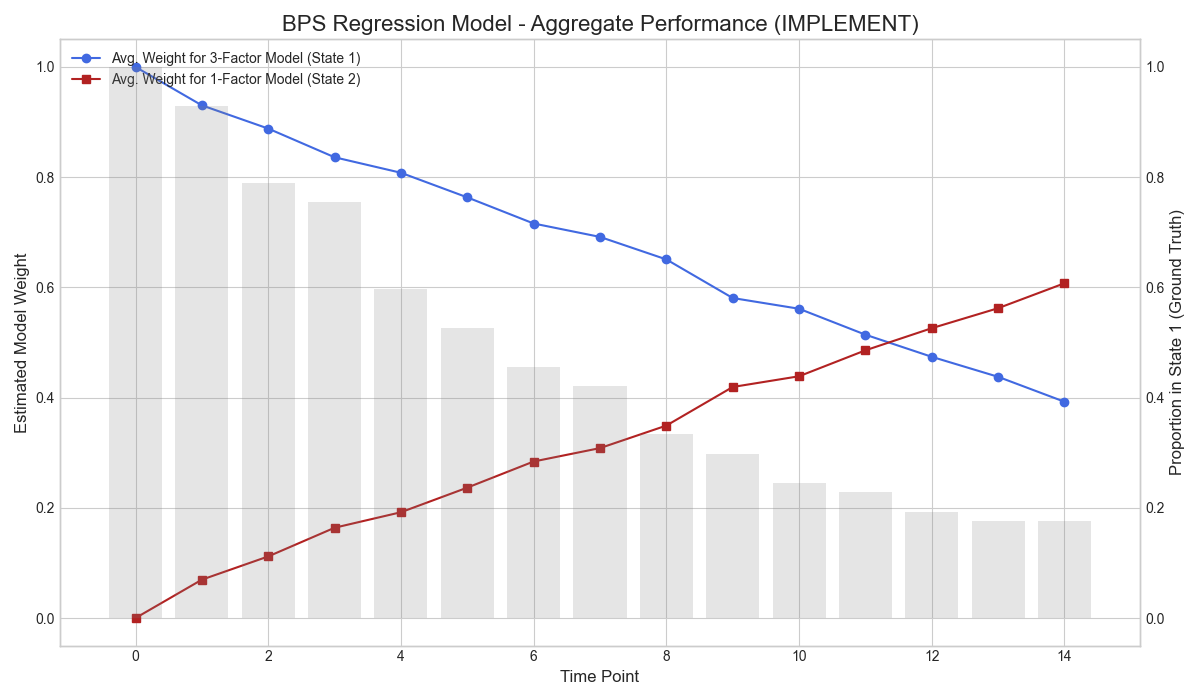 BPS Regression Model - Aggregate Performance (IMPLEMENT)
Avg. Weight for 3-Factor Model (State 1)
Avg. Weight for 1-Factor Model (State 2)
Estimated Model Weight
1.0
0.8
0.6
0.4
0.2
0.0
Proportion in State 1 (Ground Truth)
1.0
0.8
0.6
0.4
0.2
0.0
0 2 4 6 8 10 12 14
Time Point